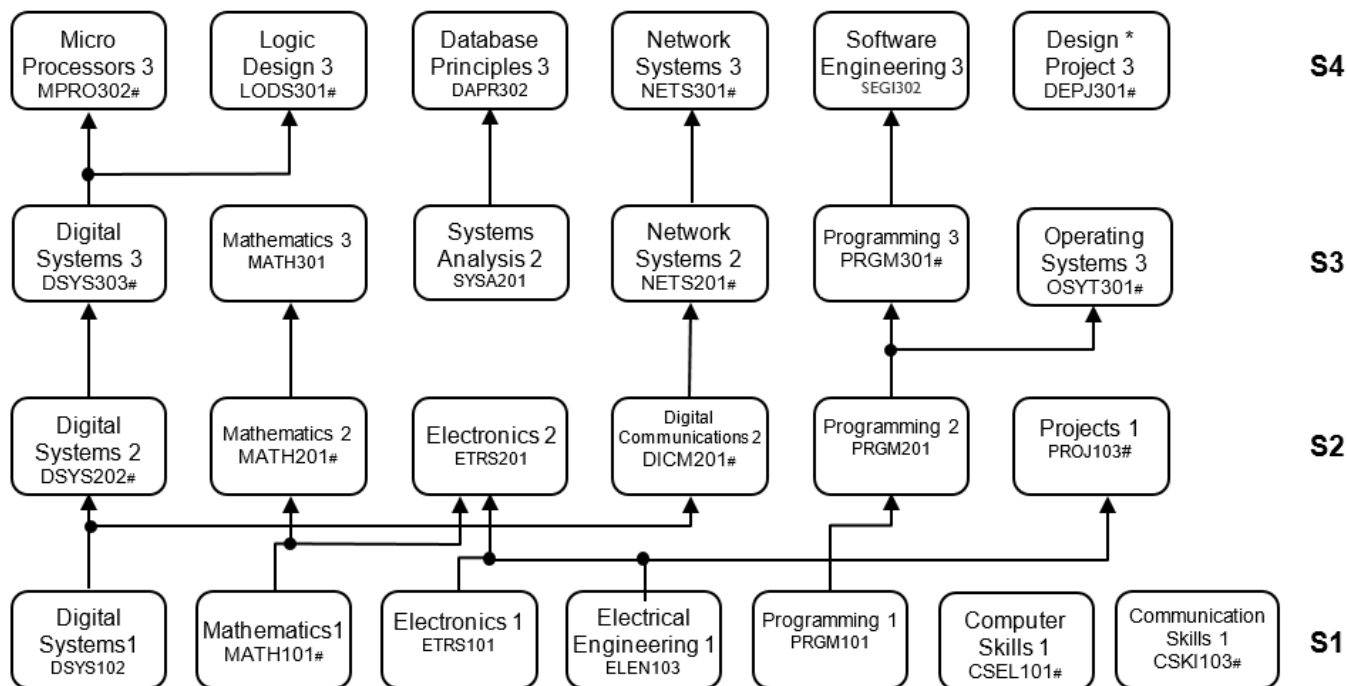 Micro
Processors 3
MPRO302#
Logic
Design 3
LODS301#
Database
Principles 3
DAPR302
Network
Systems 3
NETS301#
Software
Engineering 3
SEGI302
Design *
Project 3
DEPJ301#
S4
Digital
Systems 3
DSYS303#
Mathematics 3
MATH301
Systems
Analysis 2
SYSA201
Network
Systems 2
NETS201#
Programming 3
PRGM301#
Operating
Systems 3
OSYT301#
S3
Digital
Systems 2
DSYS202#
Mathematics 2
MATH201#
Electronics 2
ETRS201
Digital
Communications 2
DICM201#
Programming 2
PRGM201
Projects 1
PROJ103#
S2
Digital
Systems1
DSYS102
Mathematics1
MATH101#
Electronics 1
ETRS101
Electrical
Engineering 1
ELEN103
Programming 1
PRGM101
Computer
Skills 1
CSEL101#
Communication
Skills 1
CSKI103#
S1